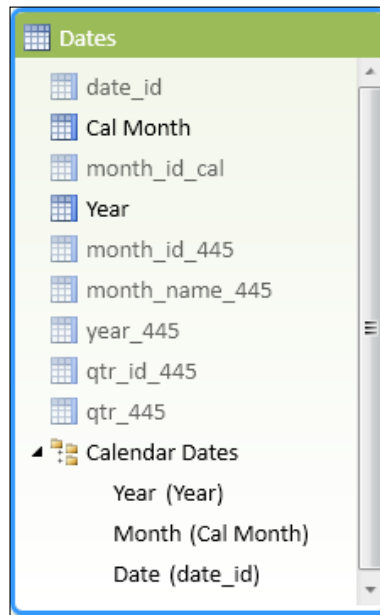 Dates
date_id
Cal Month
month_id_cal
Year
month_id_445
month_name_445
year_445
qtr_id_445
qtr_445
Calendar Dates
Year (Year)
Month (Cal Month)
Date (date_id)